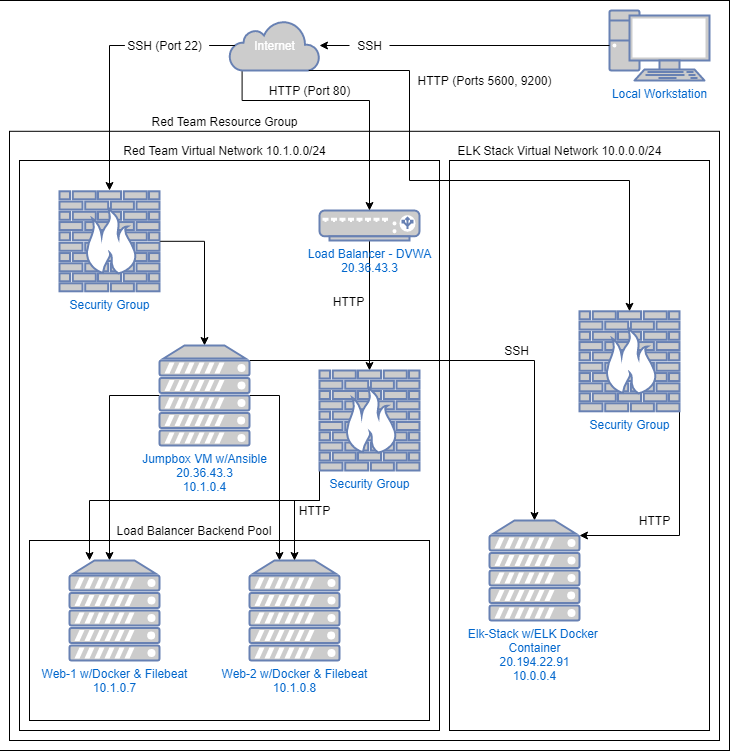 Internet
SSH (Port 22)
SSH
HTTP (Ports 5600, 9200)
HTTP (Port 80)
Local Workstation
Red Team Resource Group
Red Team Virtual Network 10.1.0.0/24
ELK Stack Virtual Network 10.0.0.0/24
Security Group
Load Balancer - DVWA
20.36.43.3
HTTP
SSH
Security Group
Jumpbox VM w/Ansible
20.36.43.3
10.1.0.4
Security Group
HTTP
HTTP
Load Balancer Backend Pool
Elk-Stack w/ELK Docker
Container
20.194.22.91
10.0.0.4
Web-1 w/Docker & Filebeat
10.1.0.7
Web-2 w/Docker & Filebeat
10.1.0.8